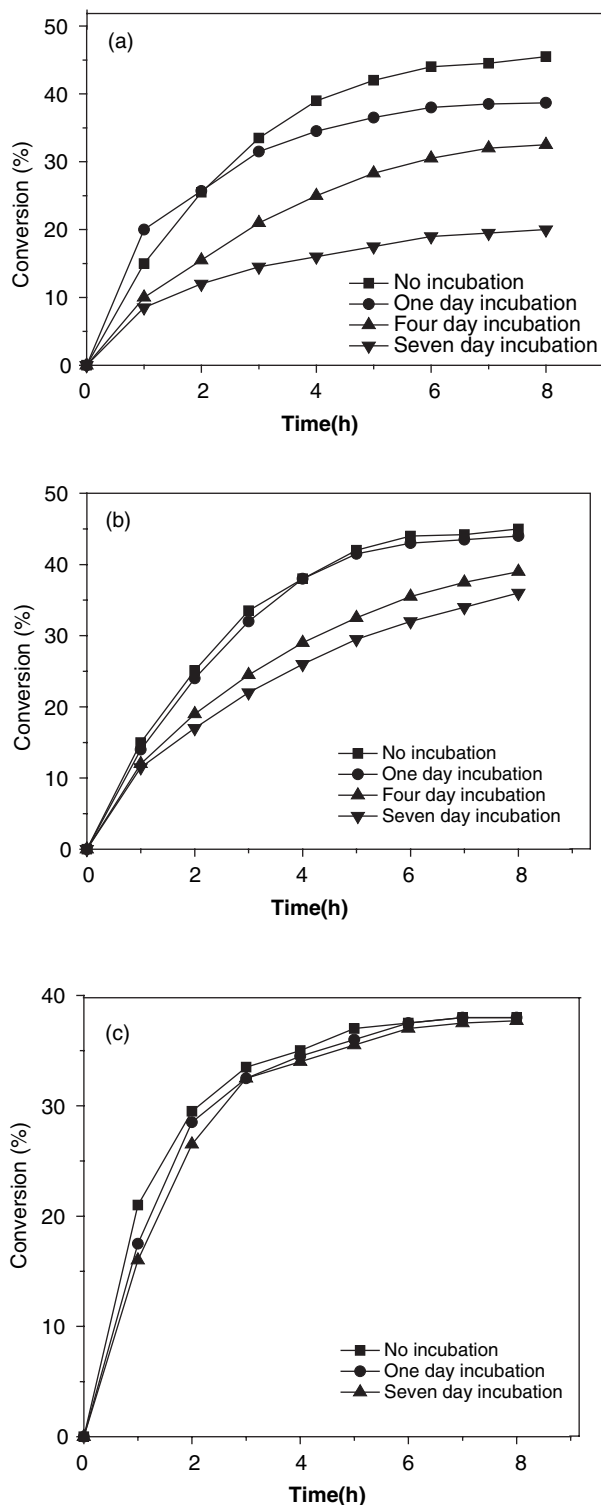 (a)
50
40
30
20
10
0
Conversion (%)
No incubation
One day incubation
Four day incubation
Seven day incubation
0 2 4 6 8
Time(h)
(b)
50
40
30
20
10
0
Conversion (%)
No incubation
One day incubation
Four day incubation
Seven day incubation
0 2 4 6 8
Time(h)
(c)
40
30
20
10
0
Conversion (%)
No incubation
One day incubation
Seven day incubation
0 2 4 6 8
Time(h)